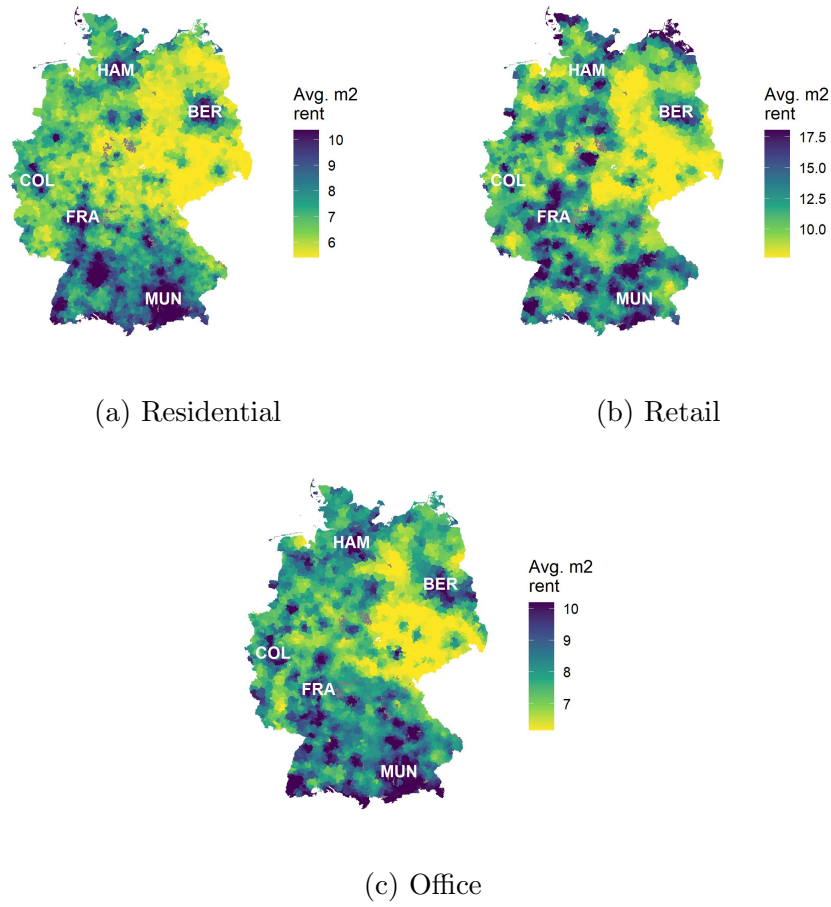 HAM
BER
COL
FRA
MUN
Avg. m2
rent
10
9
8
7
6
(a) Residential
HAM
BER
COL
FRA
MUN
Avg. m2
rent
17.5
15.0
12.5
10.0
(b) Retail
HAM
BER
COL
FRA
MUN
Avg. m2
rent
10
9
8
7
(c) Office